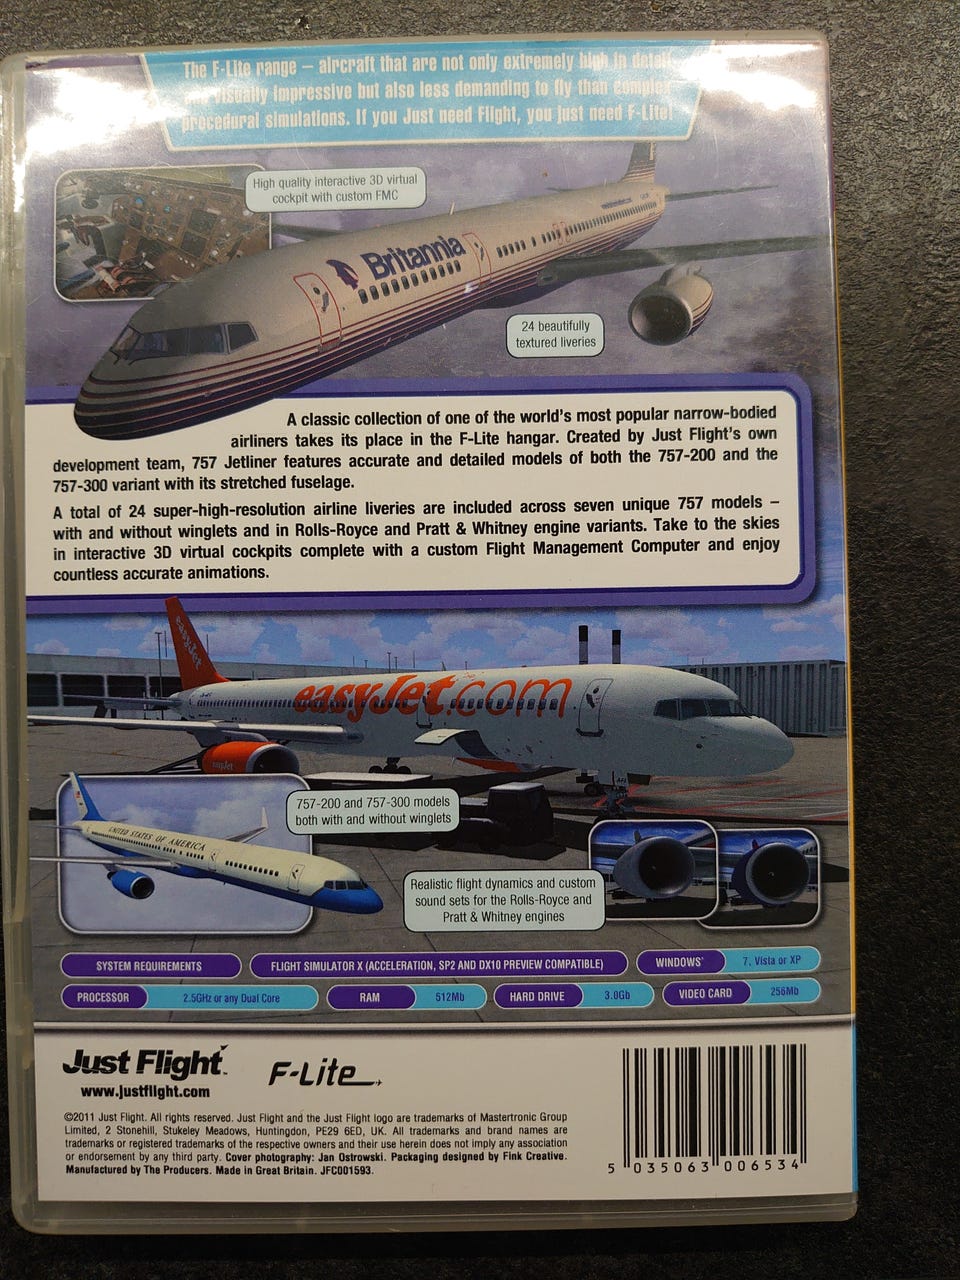 The F-Lite range – aircraft that are not only extremely high in detail
visually impressive but also less demanding to fly than complex
procedural simulations. If you Just need Flight, you just need F-Lite!
High quality interactive 3D virtual
cockpit with custom FMC
Britannia
24 beautifully
textured liveries
A classic collection of one of the world's most popular narrow-bodied
airliners takes its place in the F-Lite hangar. Created by Just Flight's own
development team, 757 Jetliner features accurate and detailed models of both the 757-200 and the
757-300 variant with its stretched fuselage.
A total of 24 super-high-resolution airline liveries are included across seven unique 757 models –
with and without winglets and in Rolls-Royce and Pratt & Whitney engine variants. Take to the skies
in interactive 3D virtual cockpits complete with a custom Flight Management Computer and enjoy
countless accurate animations.
easyJet
easyJet.com
easyJet
757-200 and 757-300 models
both with and without winglets
UNITED STATES OF AMERICA
Realistic flight dynamics and custom
sound sets for the Rolls-Royce and
Pratt & Whitney engines
SYSTEM REQUIREMENTS FLIGHT SIMULATOR X (ACCELERATION, SP2 AND DX10 PREVIEW COMPATIBLE) WINDOWS® 7, Vista or XP
PROCESSOR 2.5GHz or any Dual Core RAM 512Mb HARD DRIVE 3.0Gb VIDEO CARD 256Mb
Just Flight™ F-Lite
www.justflight.com
©2011 Just Flight. All rights reserved. Just Flight and the Just Flight logo are trademarks of Mastertronic Group
Limited, 2 Stonehill, Stukeley Meadows, Huntingdon, PE29 6ED, UK. All trademarks and brand names are
trademarks or registered trademarks of the respective owners and their use herein does not imply any association
or endorsement by any third party. Cover photography: Jan Ostrowski. Packaging designed by Fink Creative.
Manufactured by The Producers. Made in Great Britain. JFC001593.
5 035063 006534